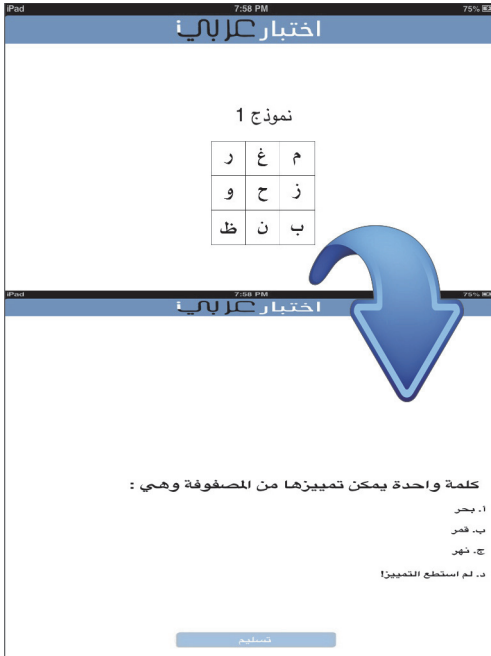 iPad 7:58 PM 75%
اختبار عربي i
نموذج 1
م غ ر
ز ح و
ب ن ظ
iPad 7:58 PM 75%
اختبار عربي i
كلمة واحدة يمكن تمييزها من المصفوفة وهي :
أ. بحر
ب. قمر
ج. نهر
د. لم استطع التمييز!
تسليم